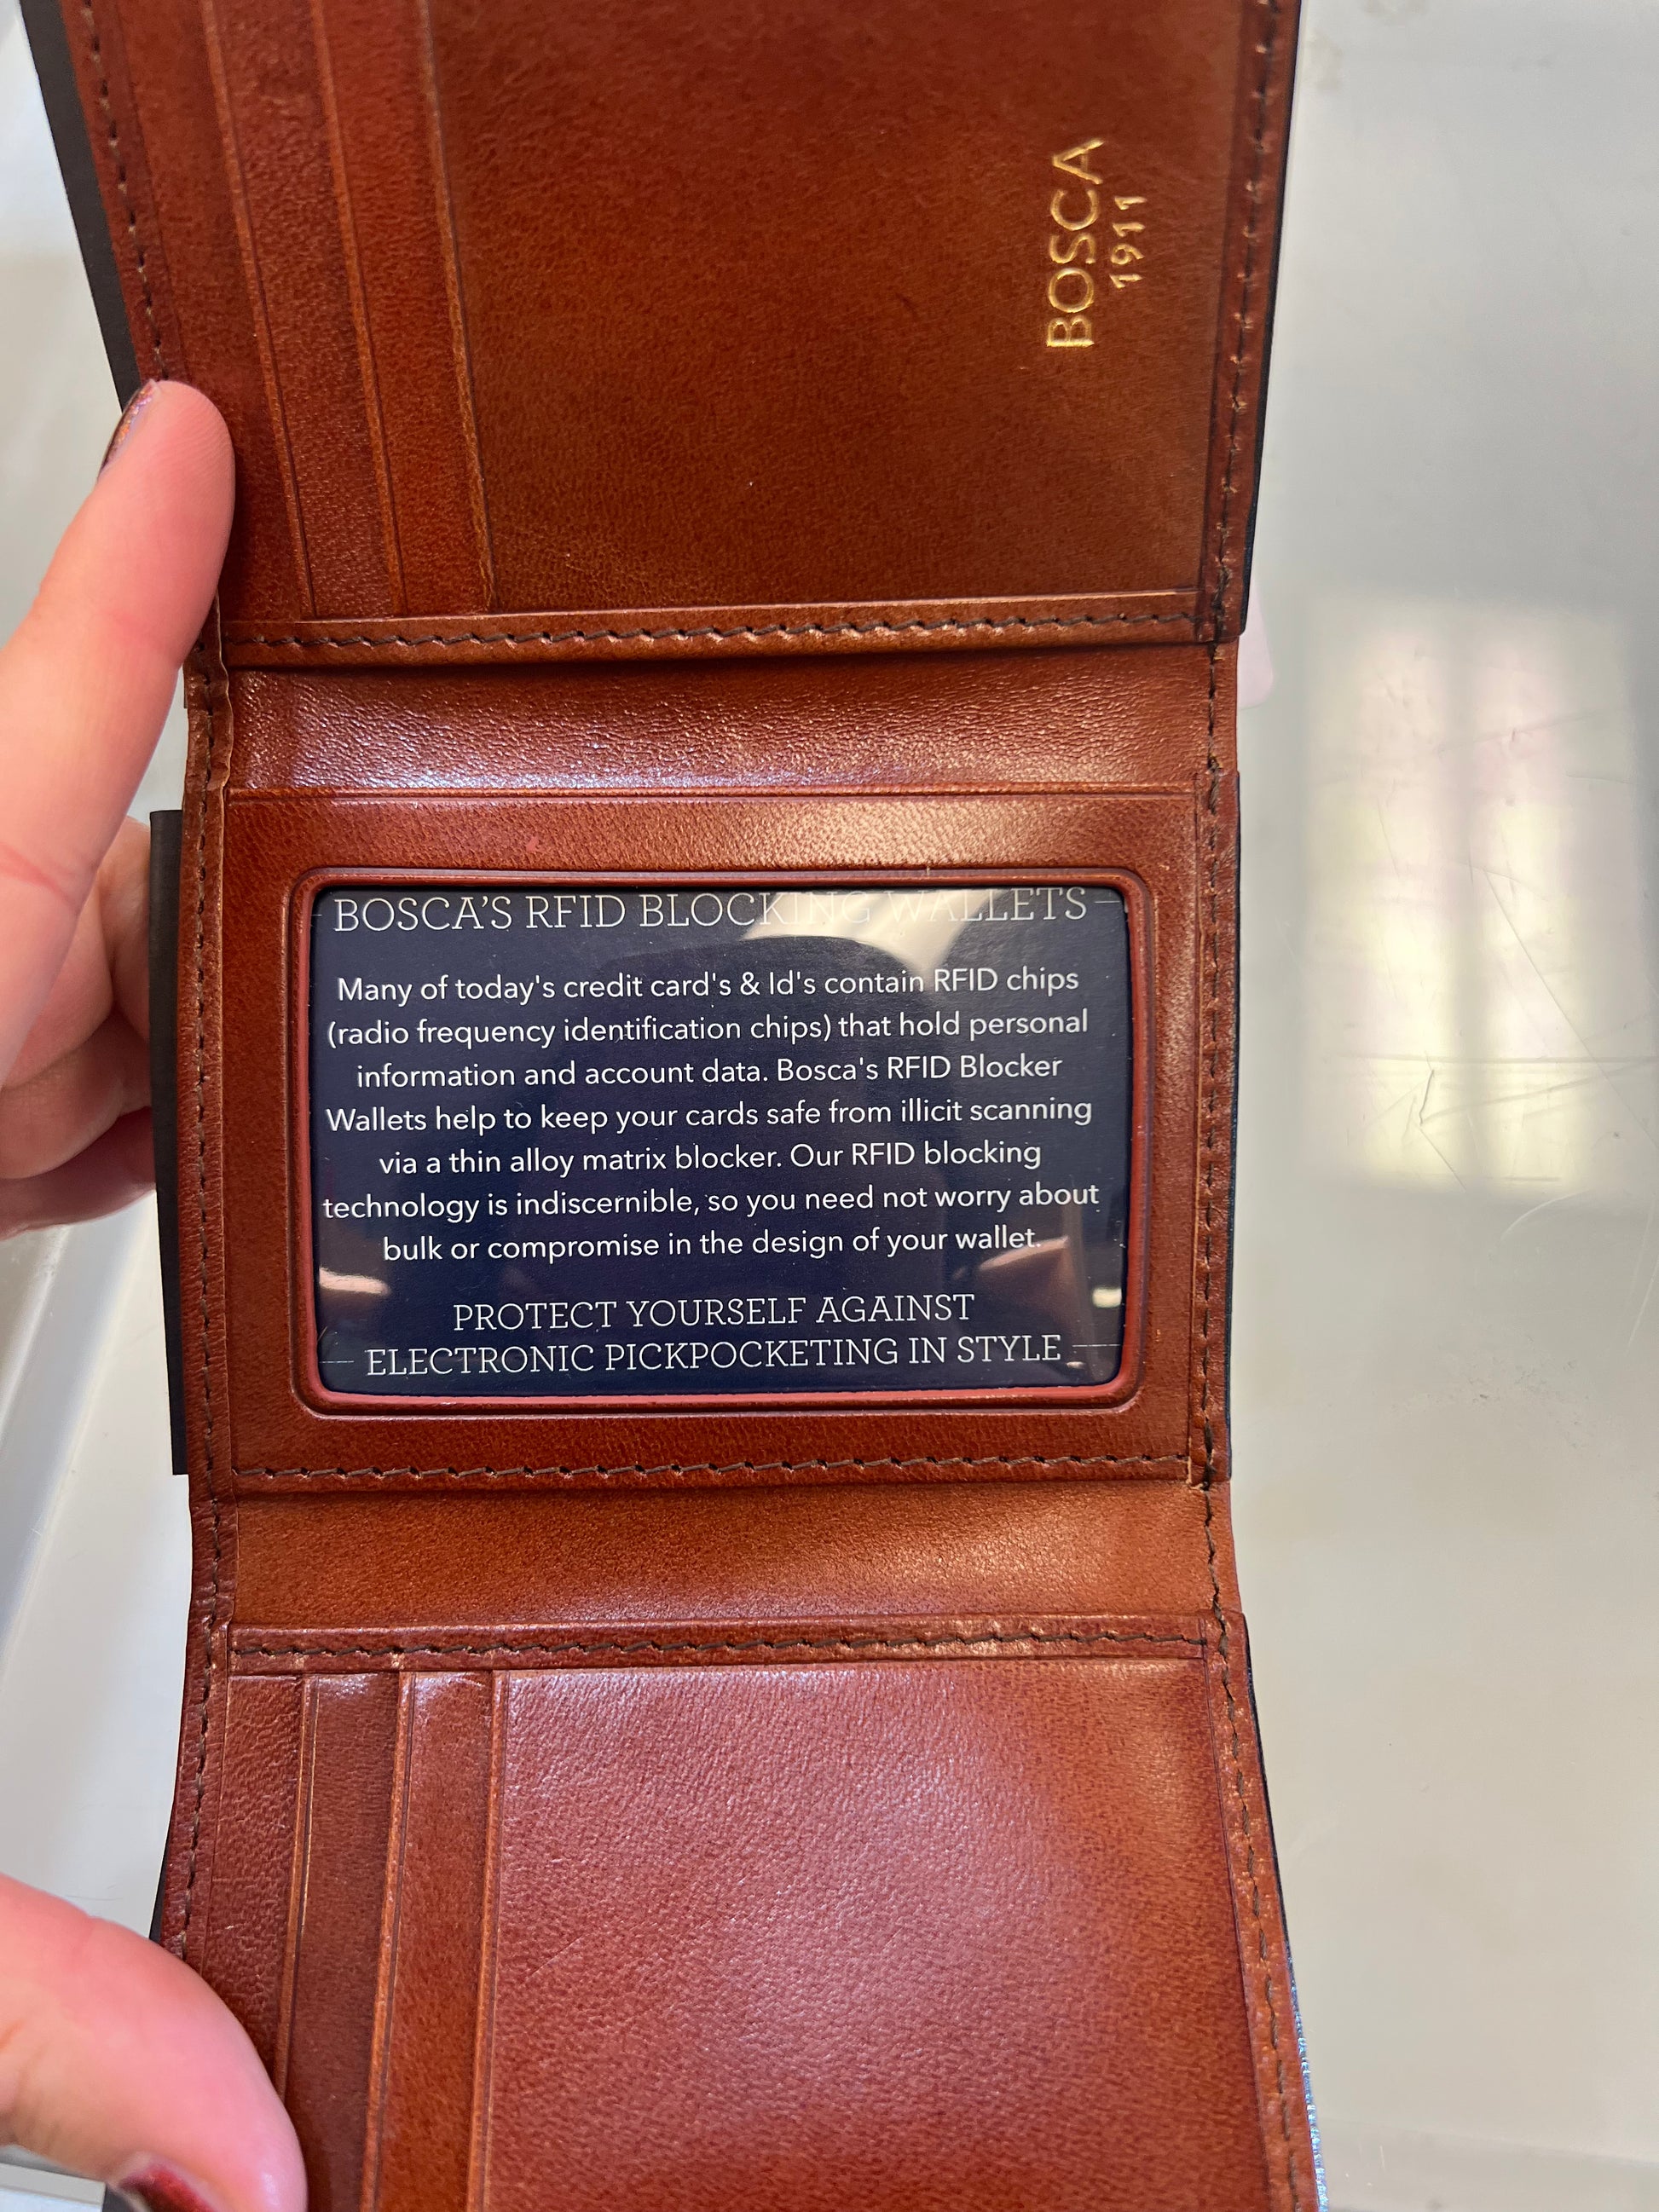 BOSCA
1911
BOSCA'S RFID BLOCKING WALLETS
Many of today's credit card's & Id's contain RFID chips
(radio frequency identification chips) that hold personal
information and account data. Bosca's RFID Blocker
Wallets help to keep your cards safe from illicit scanning
via a thin alloy matrix blocker. Our RFID blocking
technology is indiscernible, so you need not worry about
bulk or compromise in the design of your wallet.
PROTECT YOURSELF AGAINST
ELECTRONIC PICKPOCKETING IN STYLE